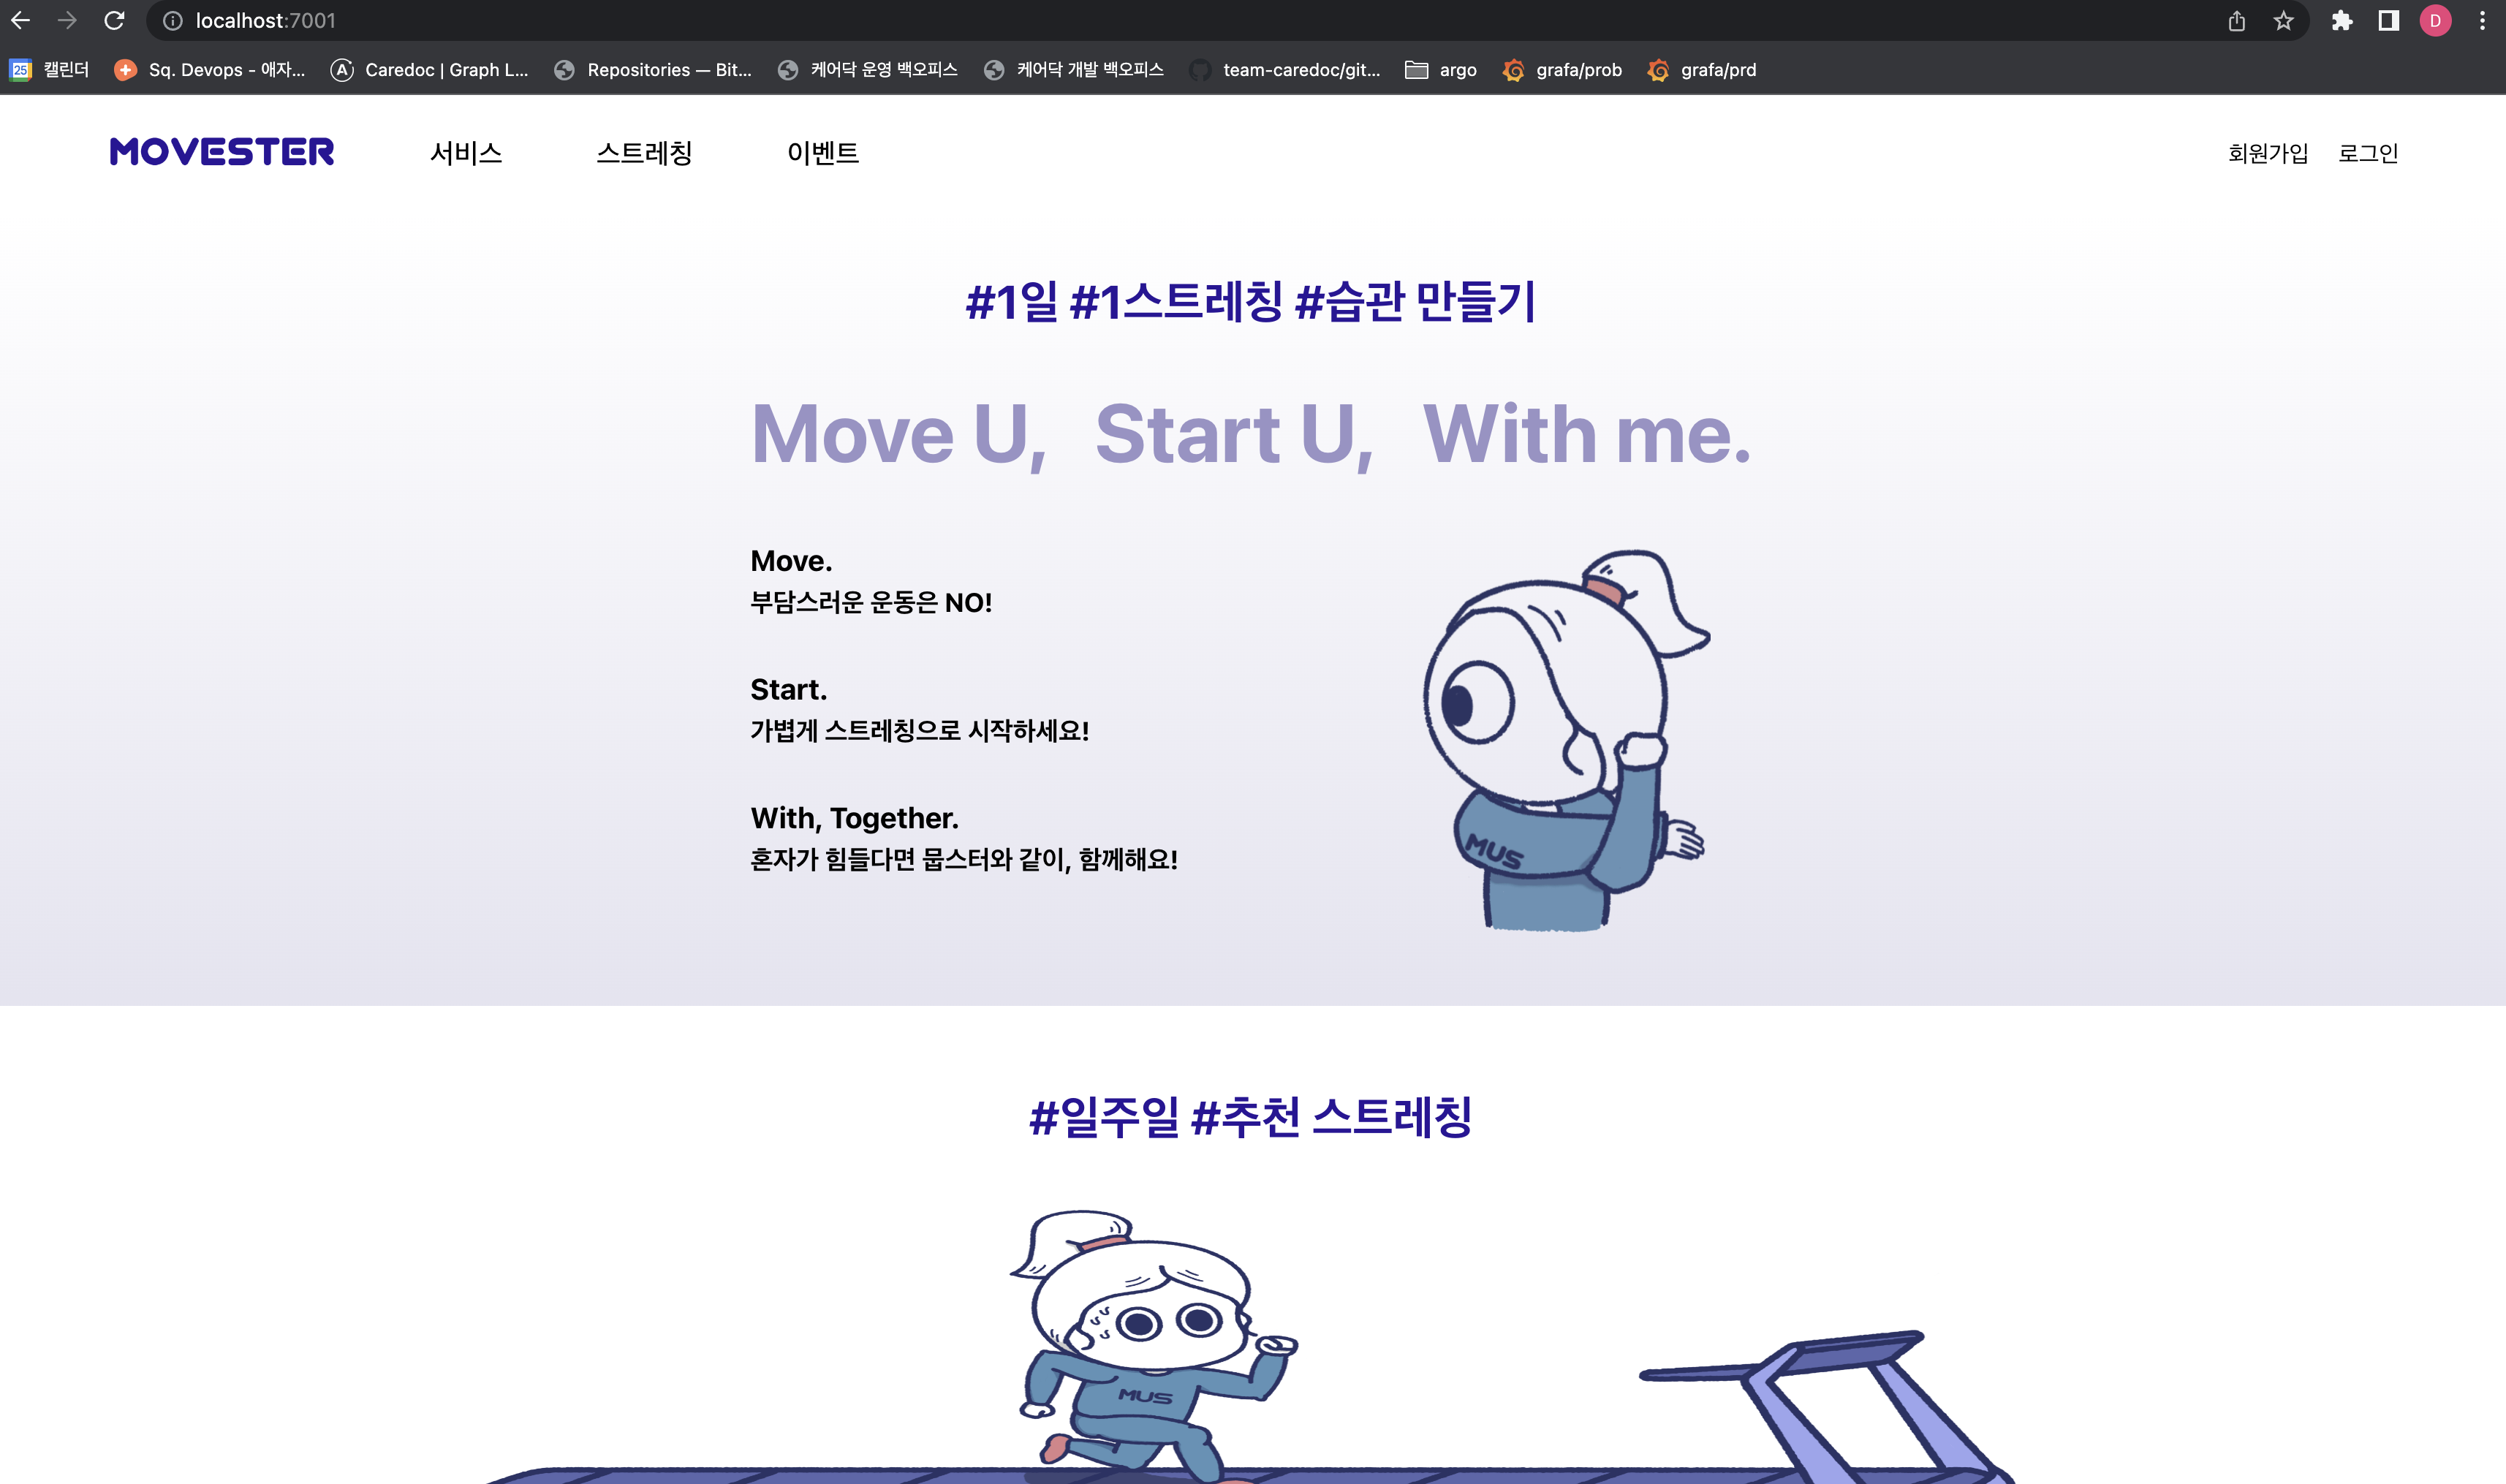 localhost:7001
25 캘린더 Sq. Devops - 애자... A Caredoc | Graph L... Repositories — Bit... 케어닥 운영 백오피스 케어닥 개발 백오피스 team-caredoc/git... argo grafa/prob grafa/prd
D
MOVESTER 서비스 스트레칭 이벤트 회원가입 로그인
#1일 #1스트레칭 #습관 만들기
Move U, Start U, With me.
Move.
부담스러운 운동은 NO!
Start.
가볍게 스트레칭으로 시작하세요!
With, Together.
혼자가 힘들다면 뭅스터와 같이, 함께해요!
MUS
#일주일 #추천 스트레칭
MUS